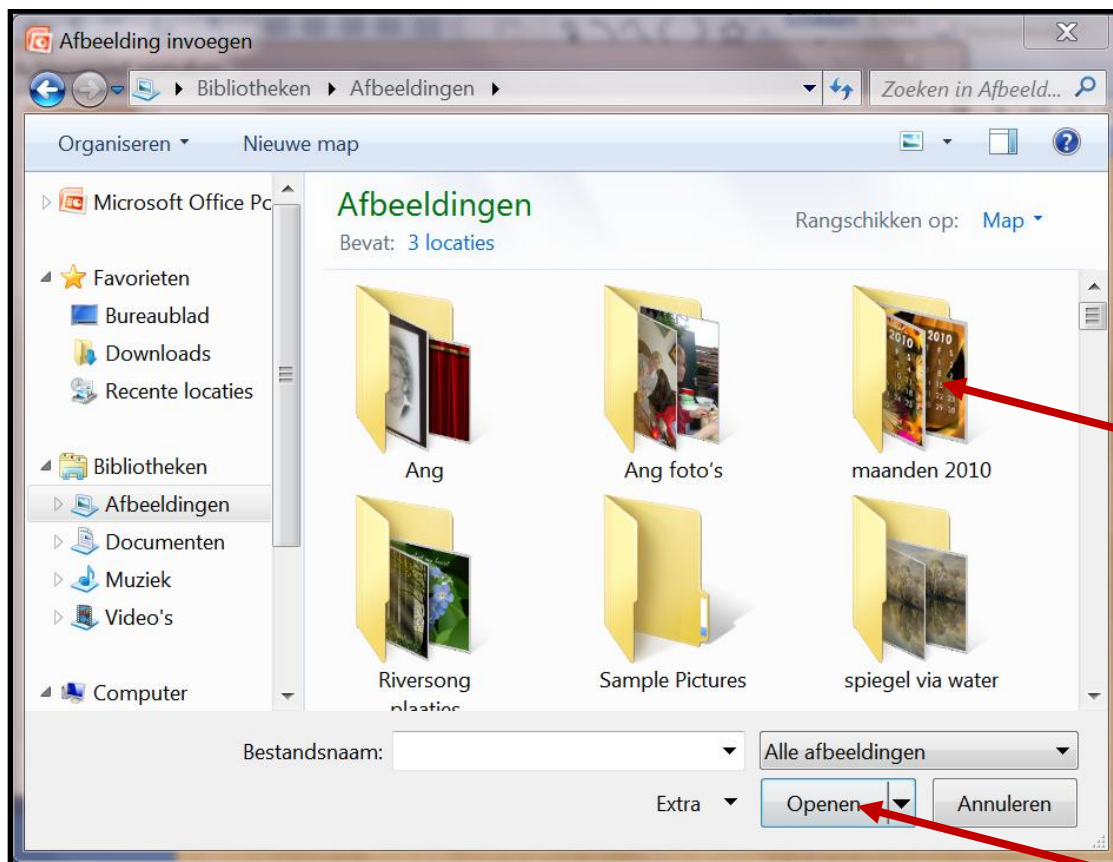 Afbeelding invoegen
Bibliotheken Afbeeldingen
Zoeken in Afbeeld...
Organiseren Nieuwe map
Microsoft Office Po
Favorieten
Bureaublad
Downloads
Recente locaties
Bibliotheken
Afbeeldingen
Documenten
Muziek
Video's
Computer
Afbeeldingen
Bevat: 3 locaties
Rangschikken op: Map
Ang
Ang foto's
maanden 2010
Riversong
plaatjes
Sample Pictures
spiegel via water
Bestandsnaam:
Alle afbeeldingen
Extra
Openen
Annuleren